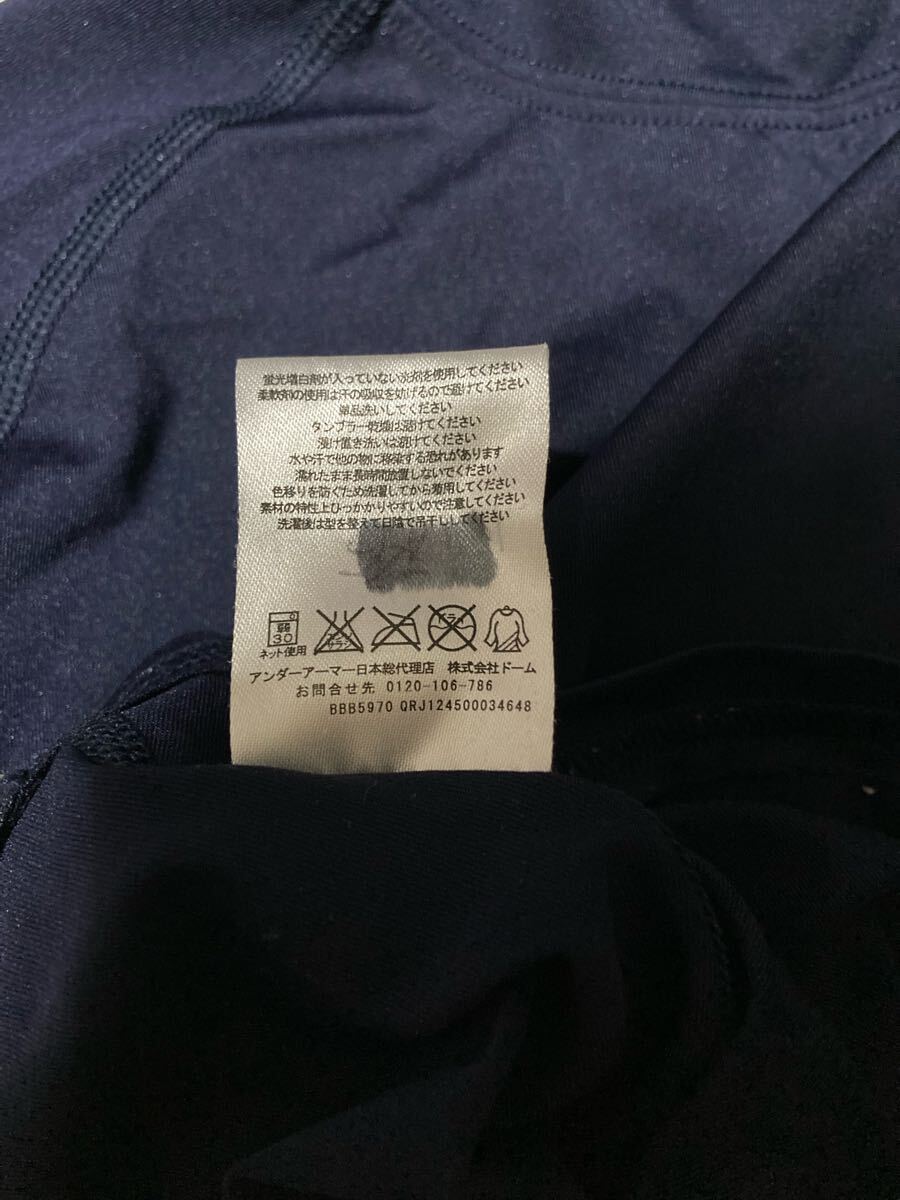 蛍光増白剤が入っていない洗剤を使用してください
柔軟剤の使用は汗の吸収を妨げるので避けてください
単品洗いしてください
タンブラー乾燥は避けてください
漬け置き洗いは避けてください
水や汗で他の物に移染する恐れがあります
濡れたまま長時間放置しないでください
色移りを防ぐため洗濯してから着用してください
素材の特性上ひっかかりやすいので注意してください
洗濯後は型を整えて日陰で吊干ししてください
弱
30
エンソ
サラシ
ドライ
ネット使用
アンダーアーマー日本総代理店 株式会社ドーム
お問合せ先 0120-106-786
BBB5970 QRJ124500034648